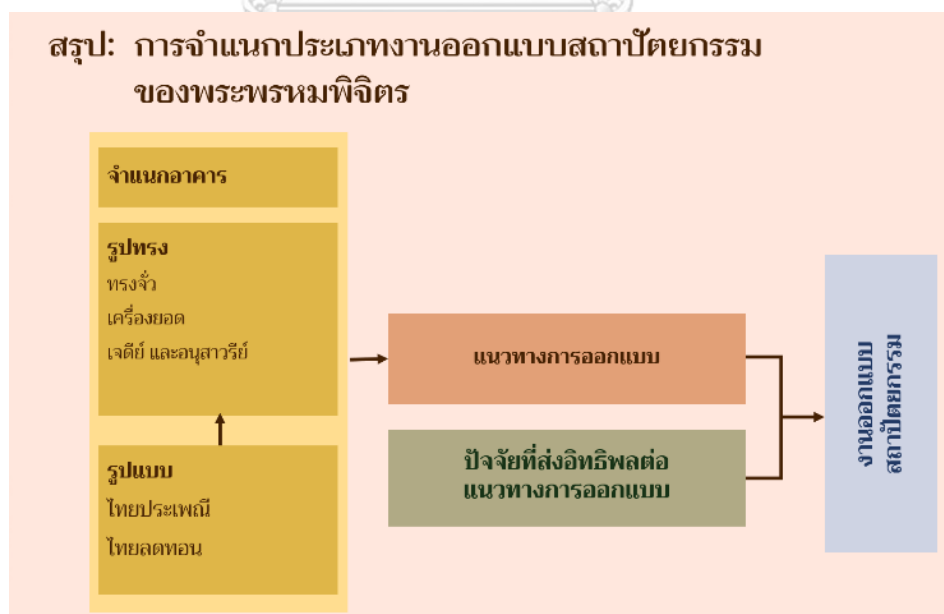 สรุป: การจำแนกประเภทงานออกแบบสถาปัตยกรรม
ของพระพรหมพิจิตร
จำแนกอาคาร
รูปทรง
ทรงจั่ว
เครื่องยอด
เจดีย์ และอนุสาวรีย์
รูปแบบ
ไทยประเพณี
ไทยลดทอน
แนวทางการออกแบบ
ปัจจัยที่ส่งอิทธิพลต่อ
แนวทางการออกแบบ
งานออกแบบ
สถาปัตยกรรม